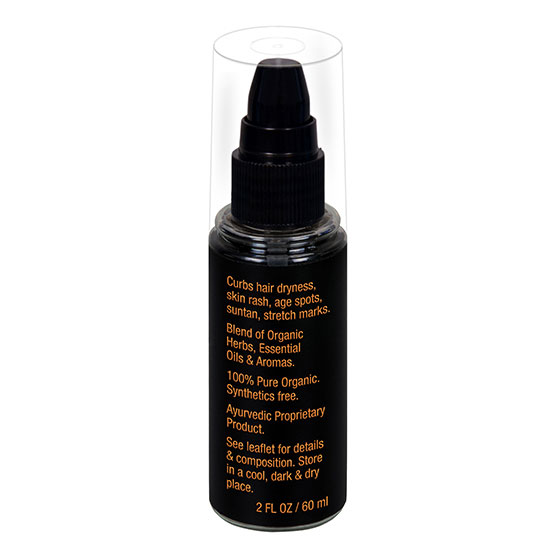 Curbs hair dryness,
skin rash, age spots,
suntan, stretch marks.
Blend of Organic
Herbs, Essential
Oils & Aromas.
100% Pure Organic.
Synthetics free.
Ayurvedic Proprietary
Product.
See leaflet for details
& composition. Store
in a cool, dark & dry
place.
2 FL OZ / 60 ml